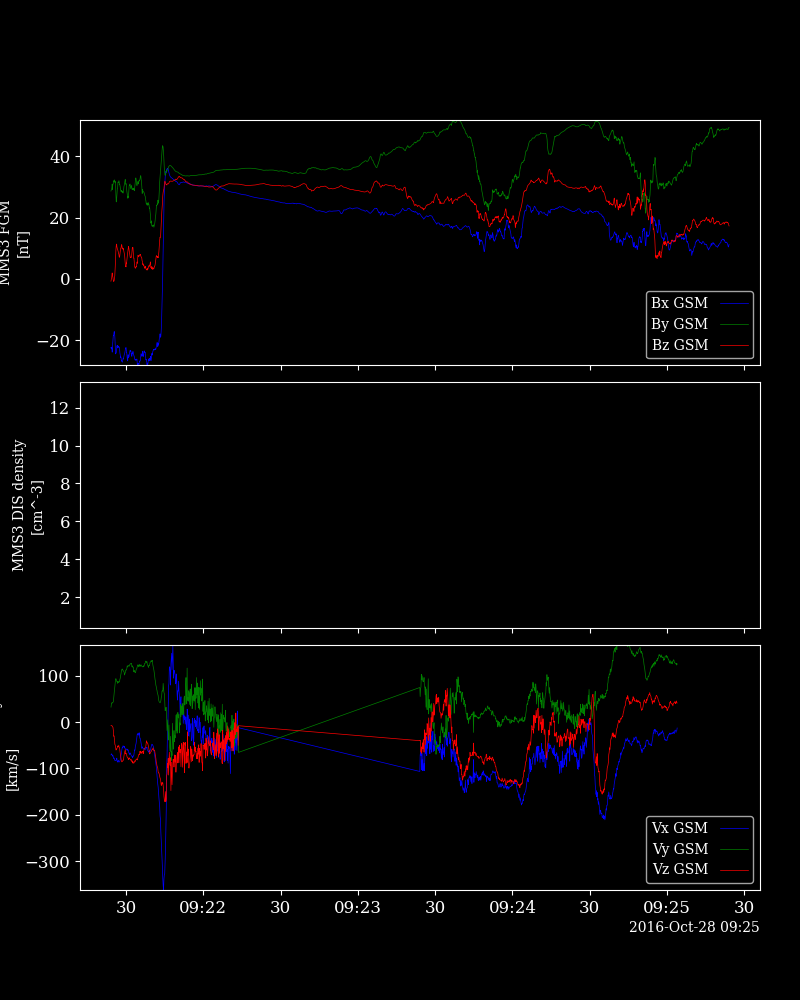 40
20
0
−20
MMS3 FGM
[nT]
Bx GSM
By GSM
Bz GSM
12
10
8
6
4
2
MMS3 DIS density
[cm^-3]
100
0
−100
−200
−300
[km/s]
Vx GSM
Vy GSM
Vz GSM
30 09:22 30 09:23 30 09:24 30 09:25 30
2016-Oct-28 09:25